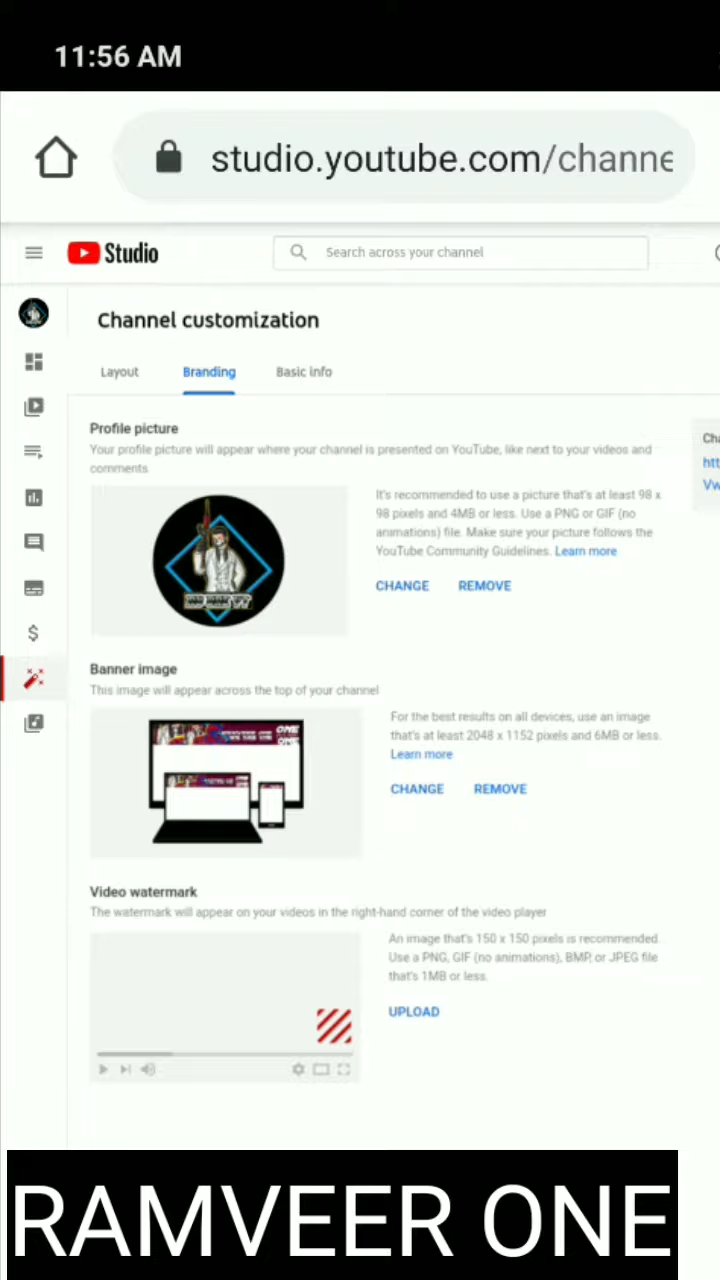 11:56 AM
studio.youtube.com/channe
Studio
Search across your channel
Channel customization
Layout
Branding
Basic info
Profile picture
Your profile picture will appear where your channel is presented on YouTube, like next to your videos and
comments
It's recommended to use a picture that's at least 98 x
98 pixels and 4MB or less. Use a PNG or GIF (no
animations) file. Make sure your picture follows the
YouTube Community Guidelines. Learn more
CHANGE
REMOVE
Cha
htt
Vw
Banner image
This image will appear across the top of your channel
ONE
For the best results on all devices, use an image
that's at least 2048 x 1152 pixels and 6MB or less.
Learn more
CHANGE
REMOVE
Video watermark
The watermark will appear on your videos in the right-hand corner of the video player
An image that's 150 x 150 pixels is recommended.
Use a PNG, GIF (no animations), BMP, or JPEG file
that's 1MB or less.
UPLOAD
RAMVEER ONE